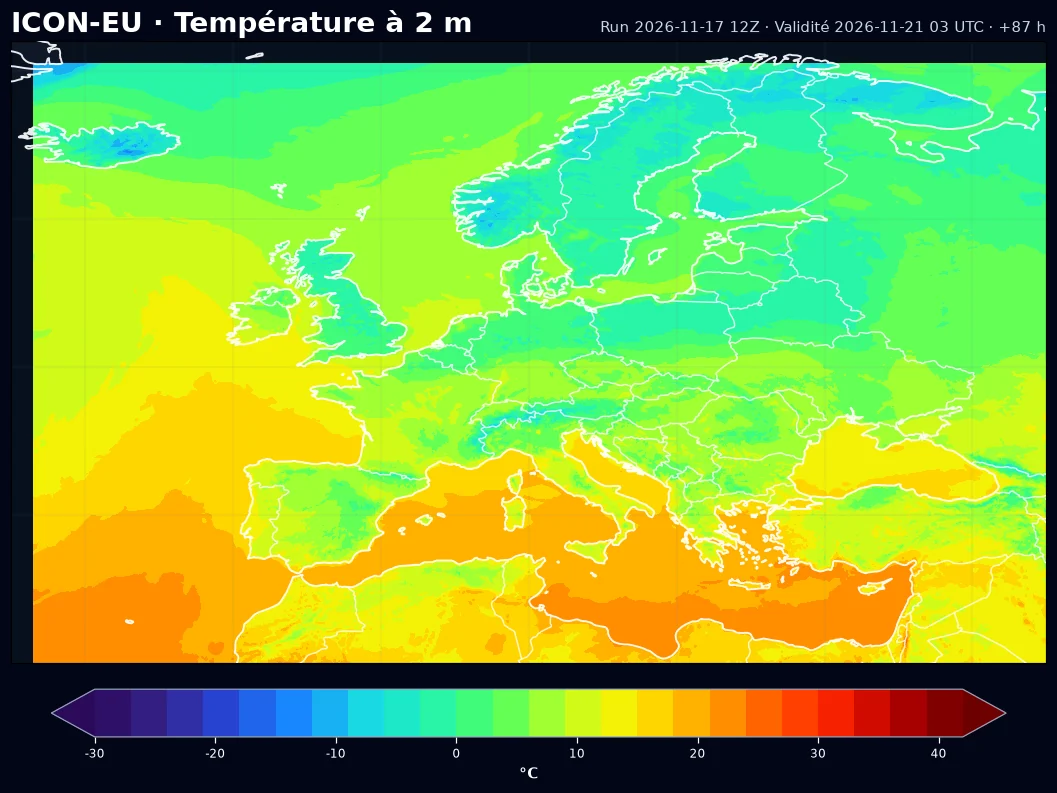 ICON-EU · Température à 2 m
Run 2026-11-17 12Z · Validité 2026-11-21 03 UTC · +87 h
-30 -20 -10 0 10 20 30 40
°C